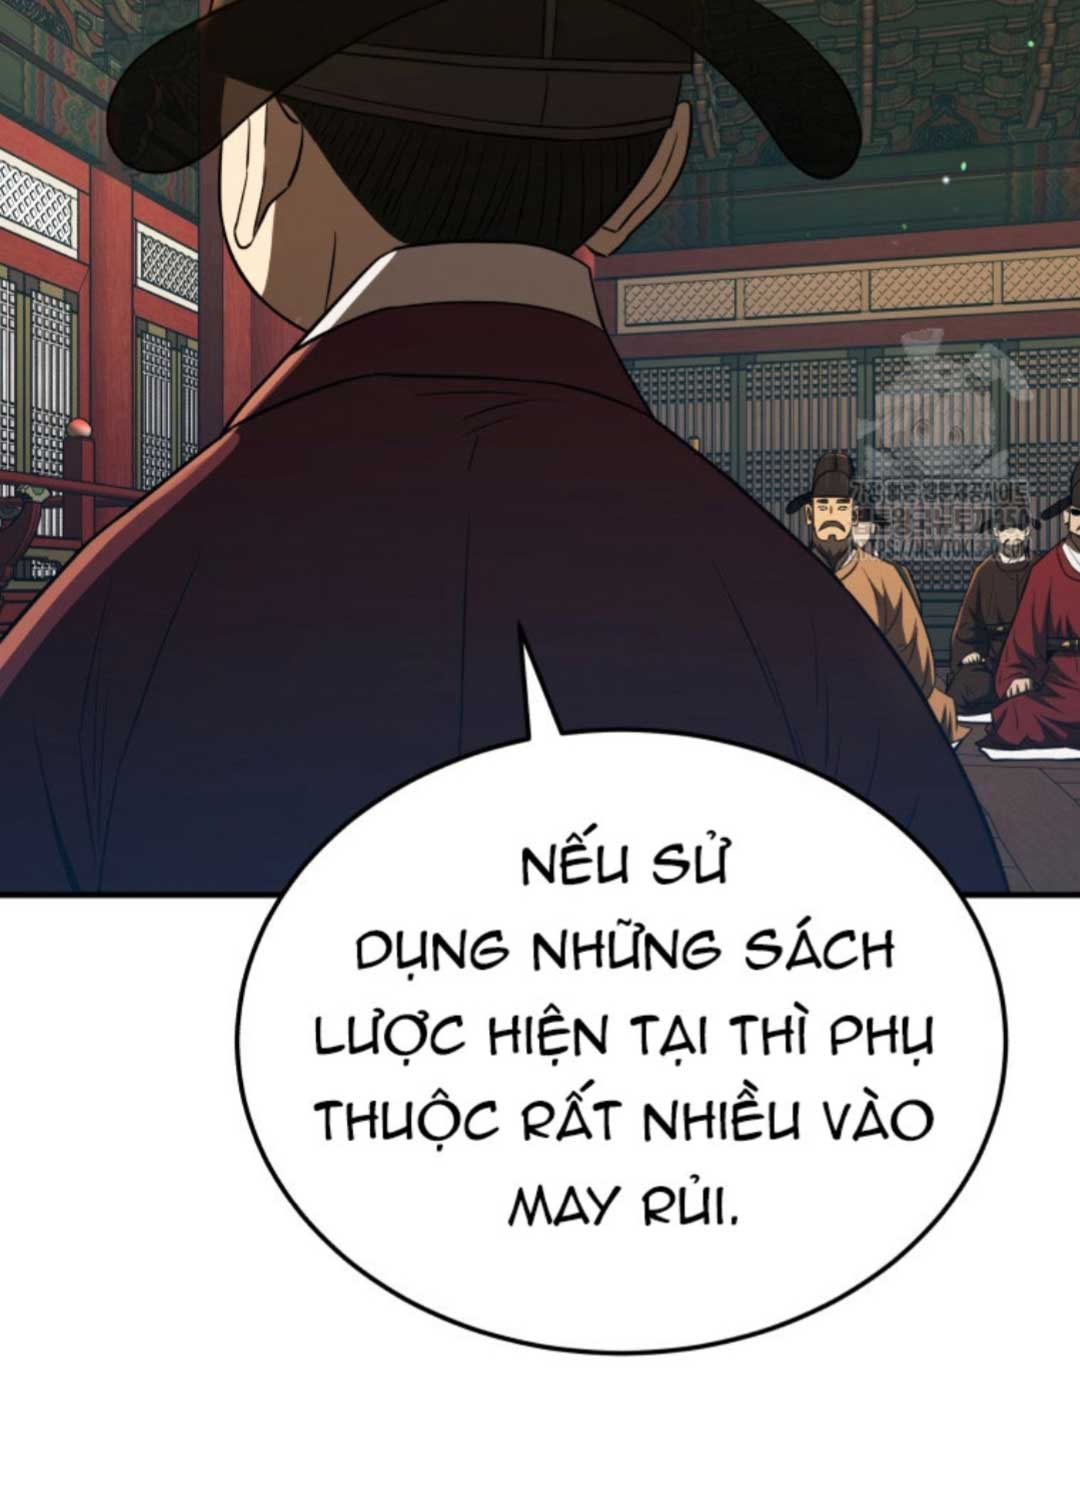 NẾU SỬ
DỤNG NHỮNG SÁCH
LƯỢC HIỆN TẠI THÌ PHỤ
THUỘC RẤT NHIỀU VÀO
MAY RỦI.